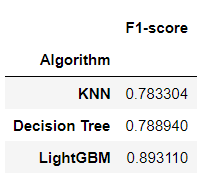 F1-score
Algorithm
KNN 0.783304
Decision Tree 0.788940
LightGBM 0.893110